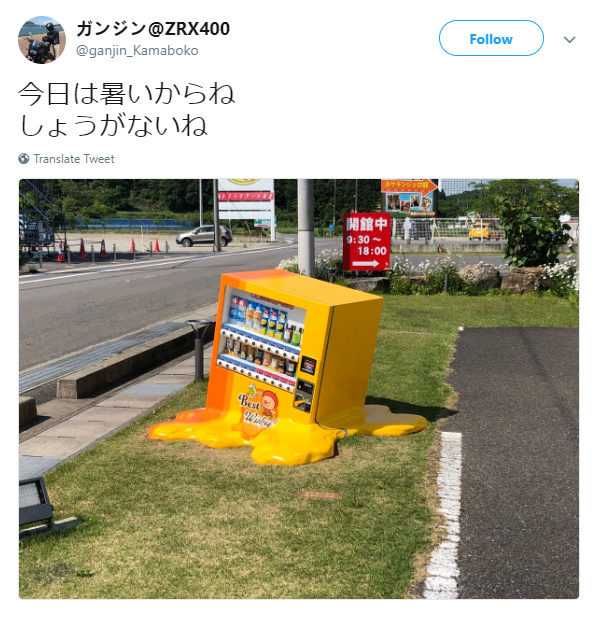 ガンジン@ZRX400
@ganjin_Kamaboko
Follow
今日は暑いからね
しょうがないね
Translate Tweet
開館中
9:30～
18:00
Best